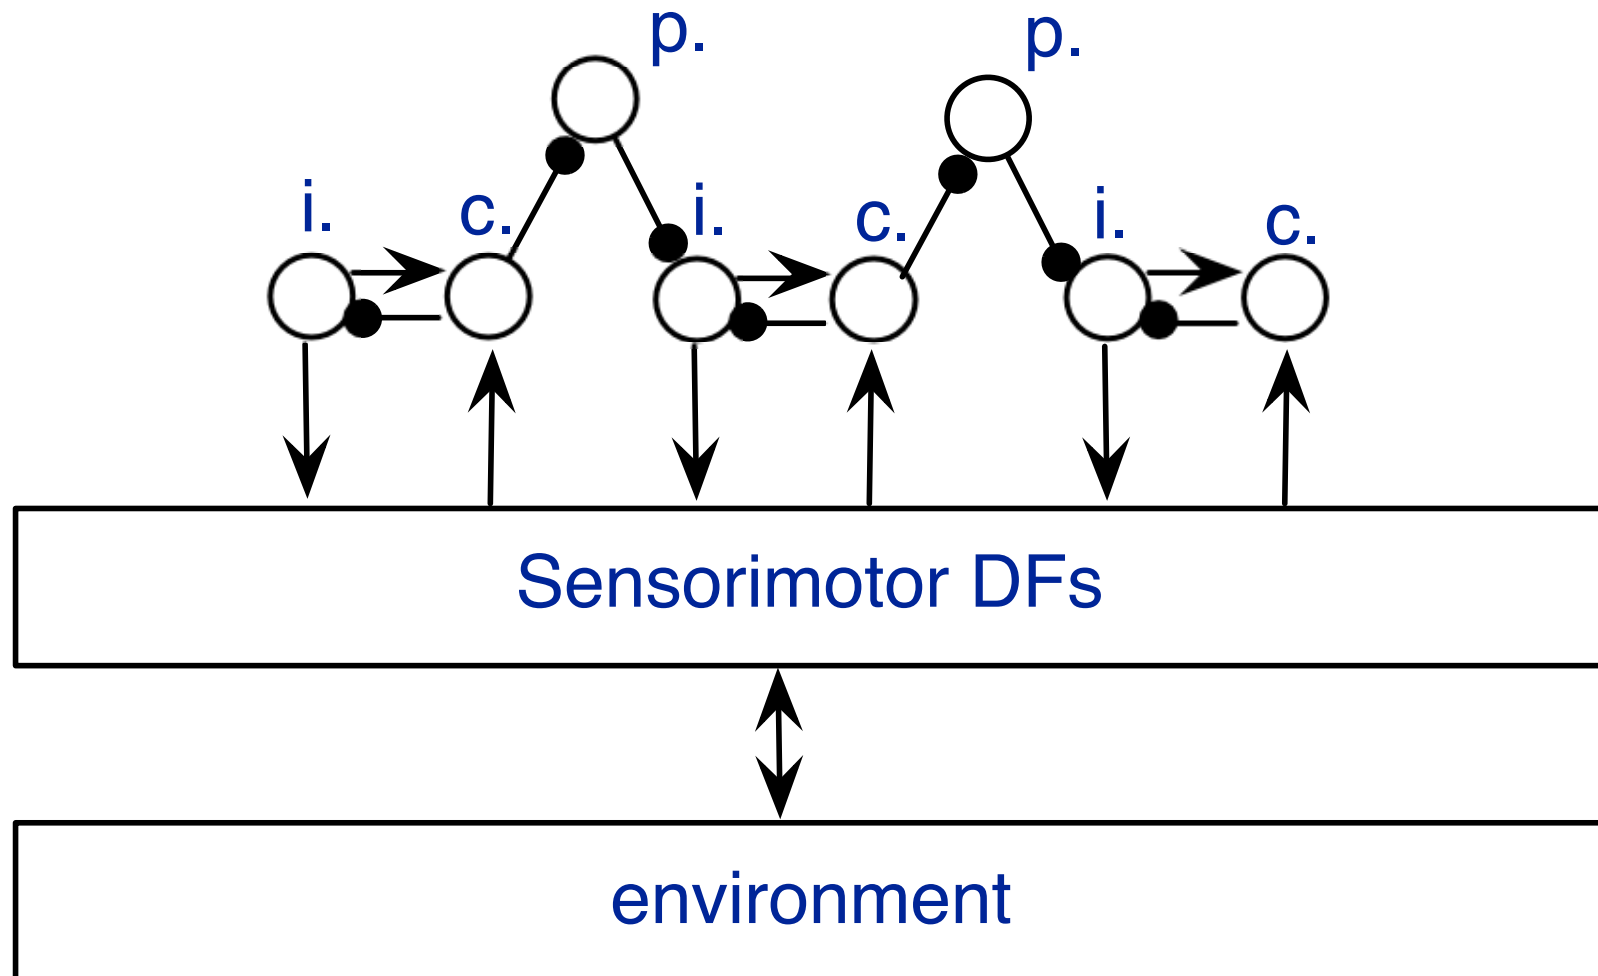 p. p.
i. c. i. c. i. c.
Sensorimotor DFs
environment